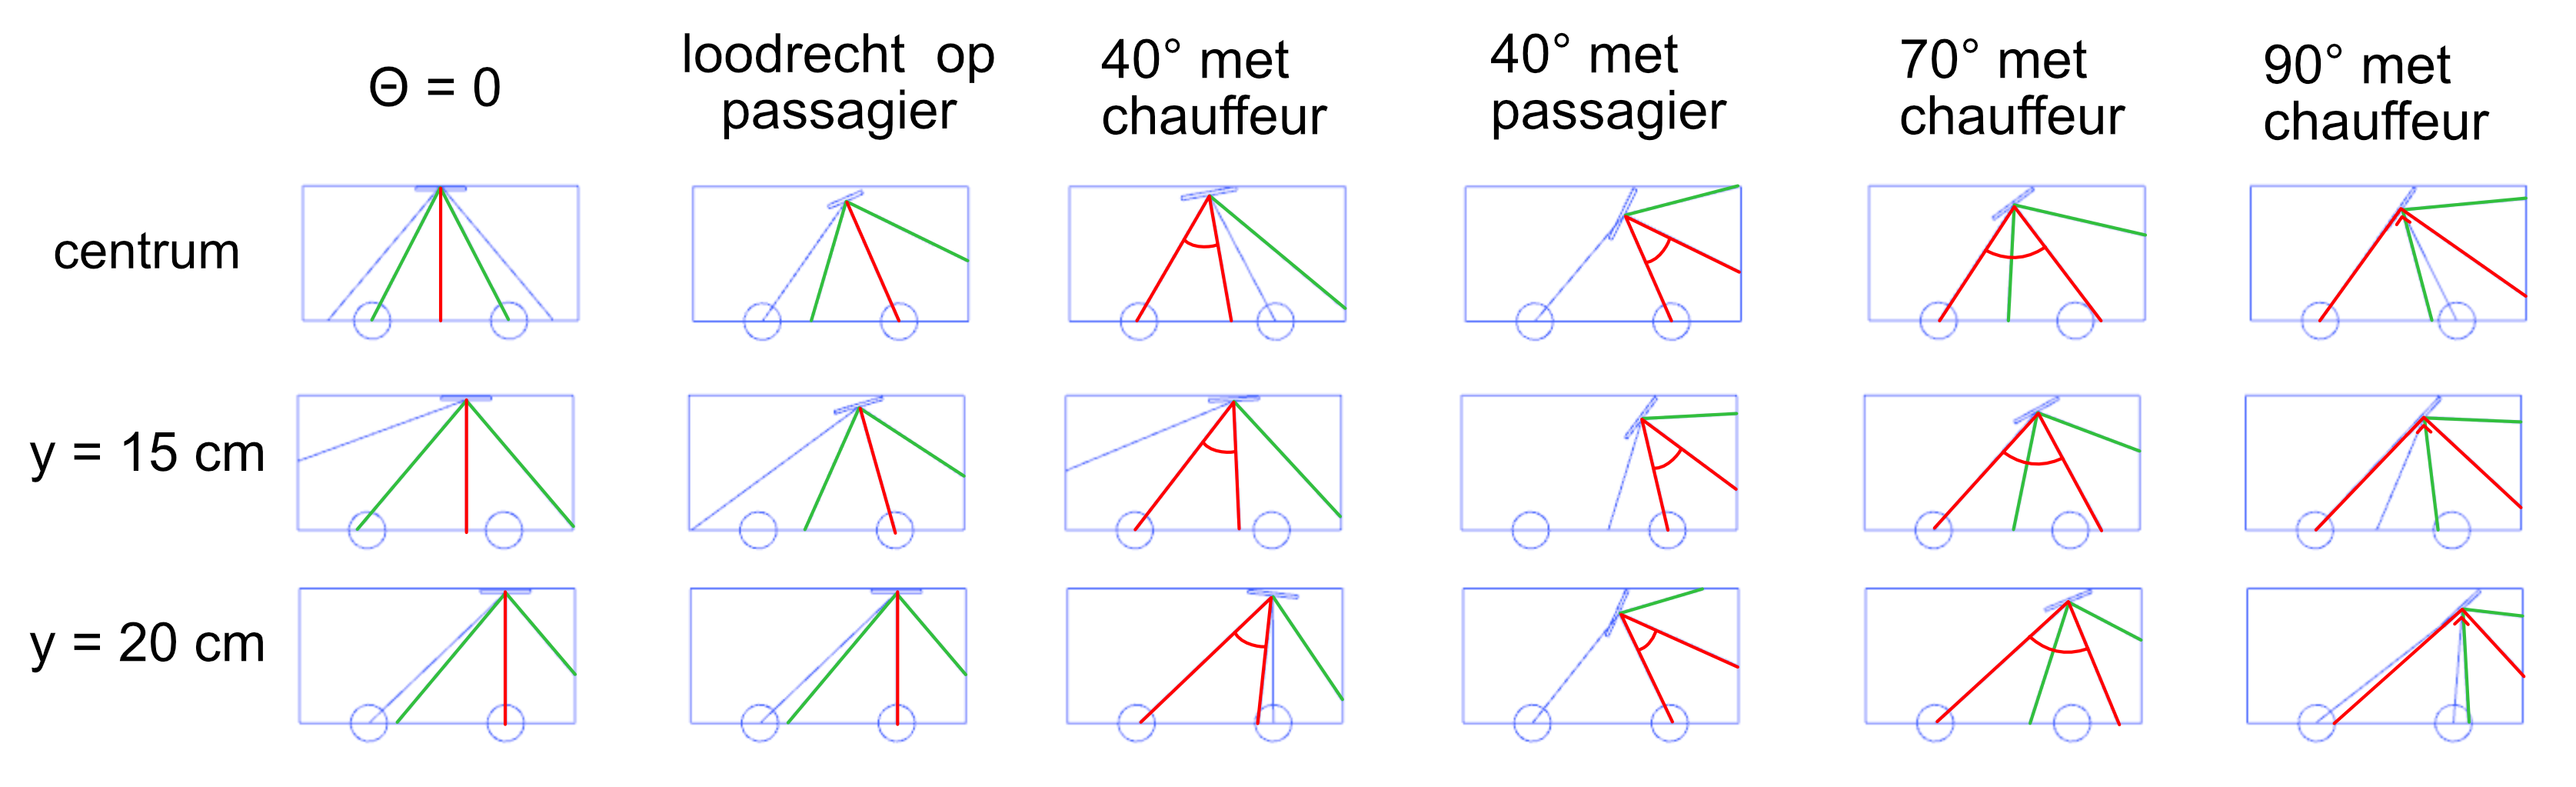 Θ = 0
loodrecht op
passagier
40° met
chauffeur
40° met
passagier
70° met
chauffeur
90° met
chauffeur
centrum
y = 15 cm
y = 20 cm